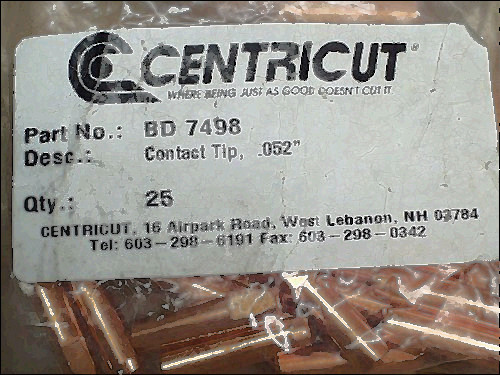 CENTRICUT®
WHERE BEING JUST AS GOOD DOESN'T CUT IT
Part No.: BD 7498
Desc.: Contact Tip, .052"
Qty.: 25
CENTRICUT, 16 Airpark Road, West Lebanon, NH 03784
Tel: 603-298-6191 Fax: 603-298-0342